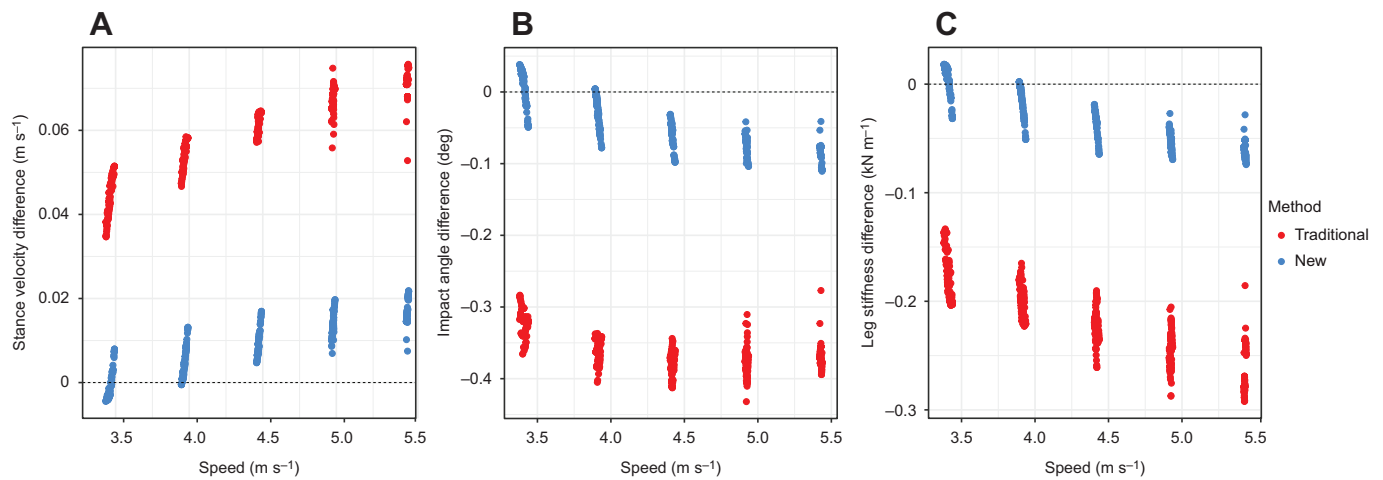 A
B
C
Stance velocity difference (m s–1)
0.06
0.04
0.02
0
3.5 4.0 4.5 5.0 5.5
Speed (m s–1)
Impact angle difference (deg)
0
–0.1
–0.2
–0.3
–0.4
3.5 4.0 4.5 5.0 5.5
Speed (m s–1)
Leg stiffness difference (kN m–1)
0
–0.1
–0.2
–0.3
3.5 4.0 4.5 5.0 5.5
Speed (m s–1)
Method
Traditional
New